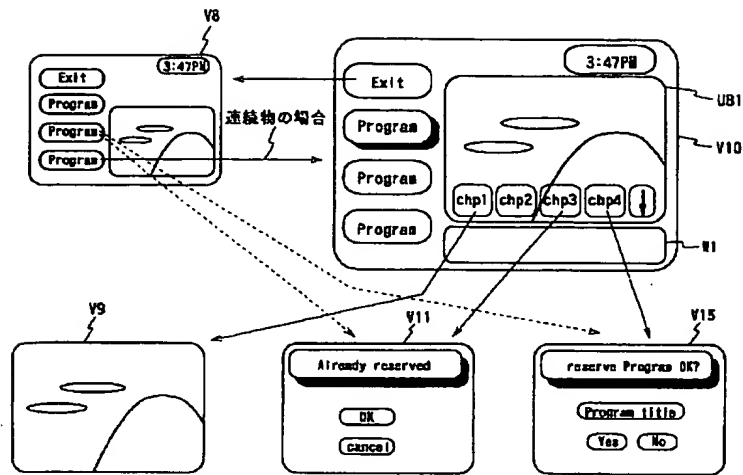 V8
3:47PM
Exit
Program
Program
Program
連続物の場合
3:47PM
Exit
Program
Program
Program
UB1
V10
chp1 chp2 chp3 chp4
W1
V9
V11
Already reserved
OK
cancel
V15
reserve Program OK?
Program title
Yes No